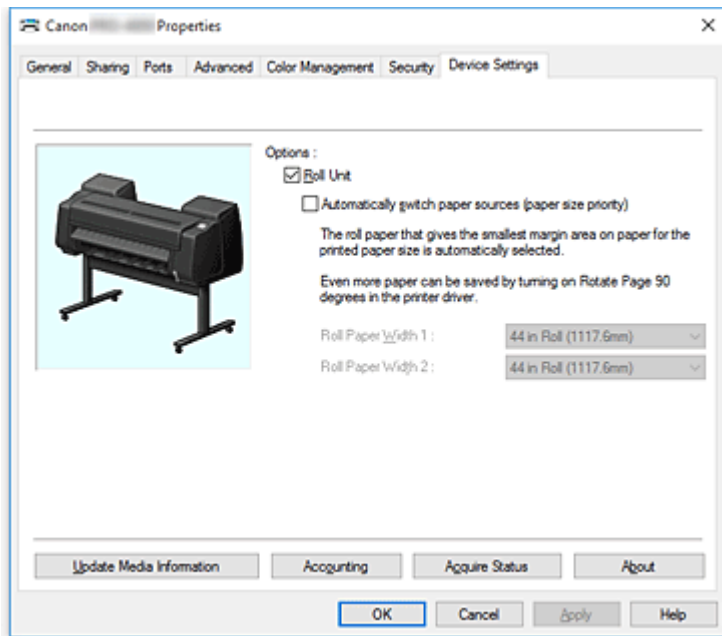 Canon Properties
General Sharing Ports Advanced Color Management Security Device Settings
Options :
Roll Unit
Automatically switch paper sources (paper size priority)
The roll paper that gives the smallest margin area on paper for the
printed paper size is automatically selected.
Even more paper can be saved by turning on Rotate Page 90
degrees in the printer driver.
Roll Paper Width 1 : 44 in Roll (1117.6mm)
Roll Paper Width 2 : 44 in Roll (1117.6mm)
Update Media Information Accounting Acquire Status About
OK Cancel Apply Help